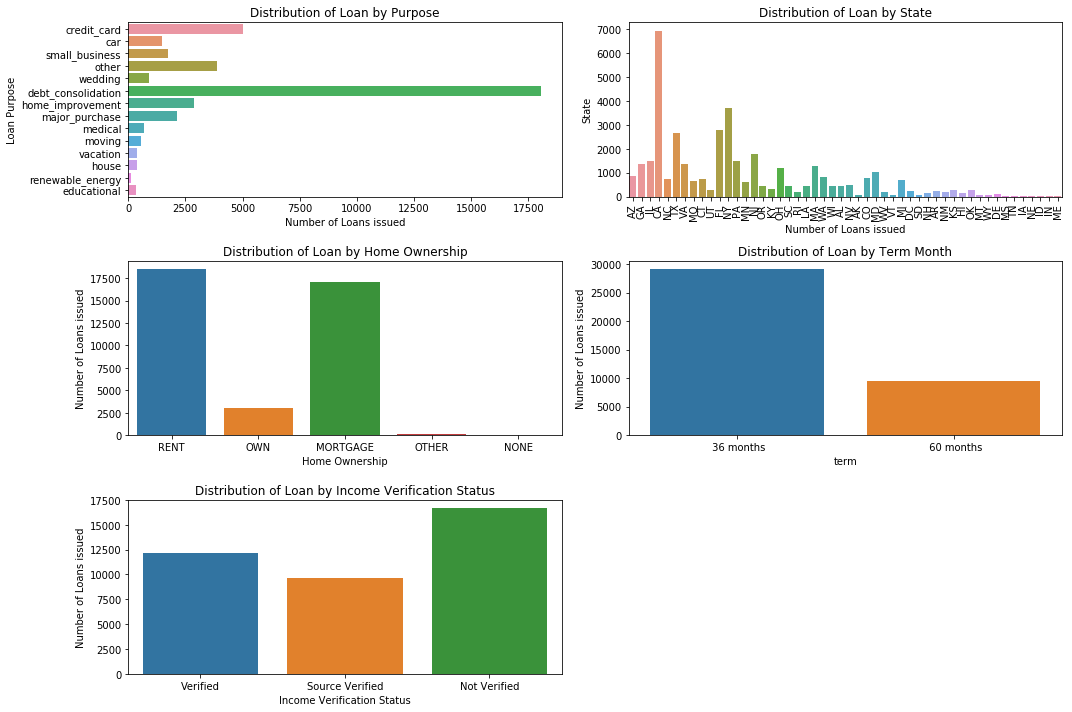 Distribution of Loan by Purpose
Loan Purpose
credit_card
car
small_business
other
wedding
debt_consolidation
home_improvement
major_purchase
medical
moving
vacation
house
renewable_energy
educational
0 2500 5000 7500 10000 12500 15000 17500
Number of Loans issued
Distribution of Loan by State
State
7000
6000
5000
4000
3000
2000
1000
0
AZ GA IL CA NC TX VA MO CT UT FL NY PA MN NJ OR KY OH SC RI LA MA WA WI AL NV AK CO MD WV VT MI DC SD NH AR NM KS HI OK MT WY DE MS TN IA NE ID IN ME
Number of Loans issued
Distribution of Loan by Home Ownership
Number of Loans issued
17500
15000
12500
10000
7500
5000
2500
0
RENT OWN MORTGAGE OTHER NONE
Home Ownership
Distribution of Loan by Term Month
Number of Loans issued
30000
25000
20000
15000
10000
5000
0
36 months 60 months
term
Distribution of Loan by Income Verification Status
Number of Loans issued
17500
15000
12500
10000
7500
5000
2500
0
Verified Source Verified Not Verified
Income Verification Status